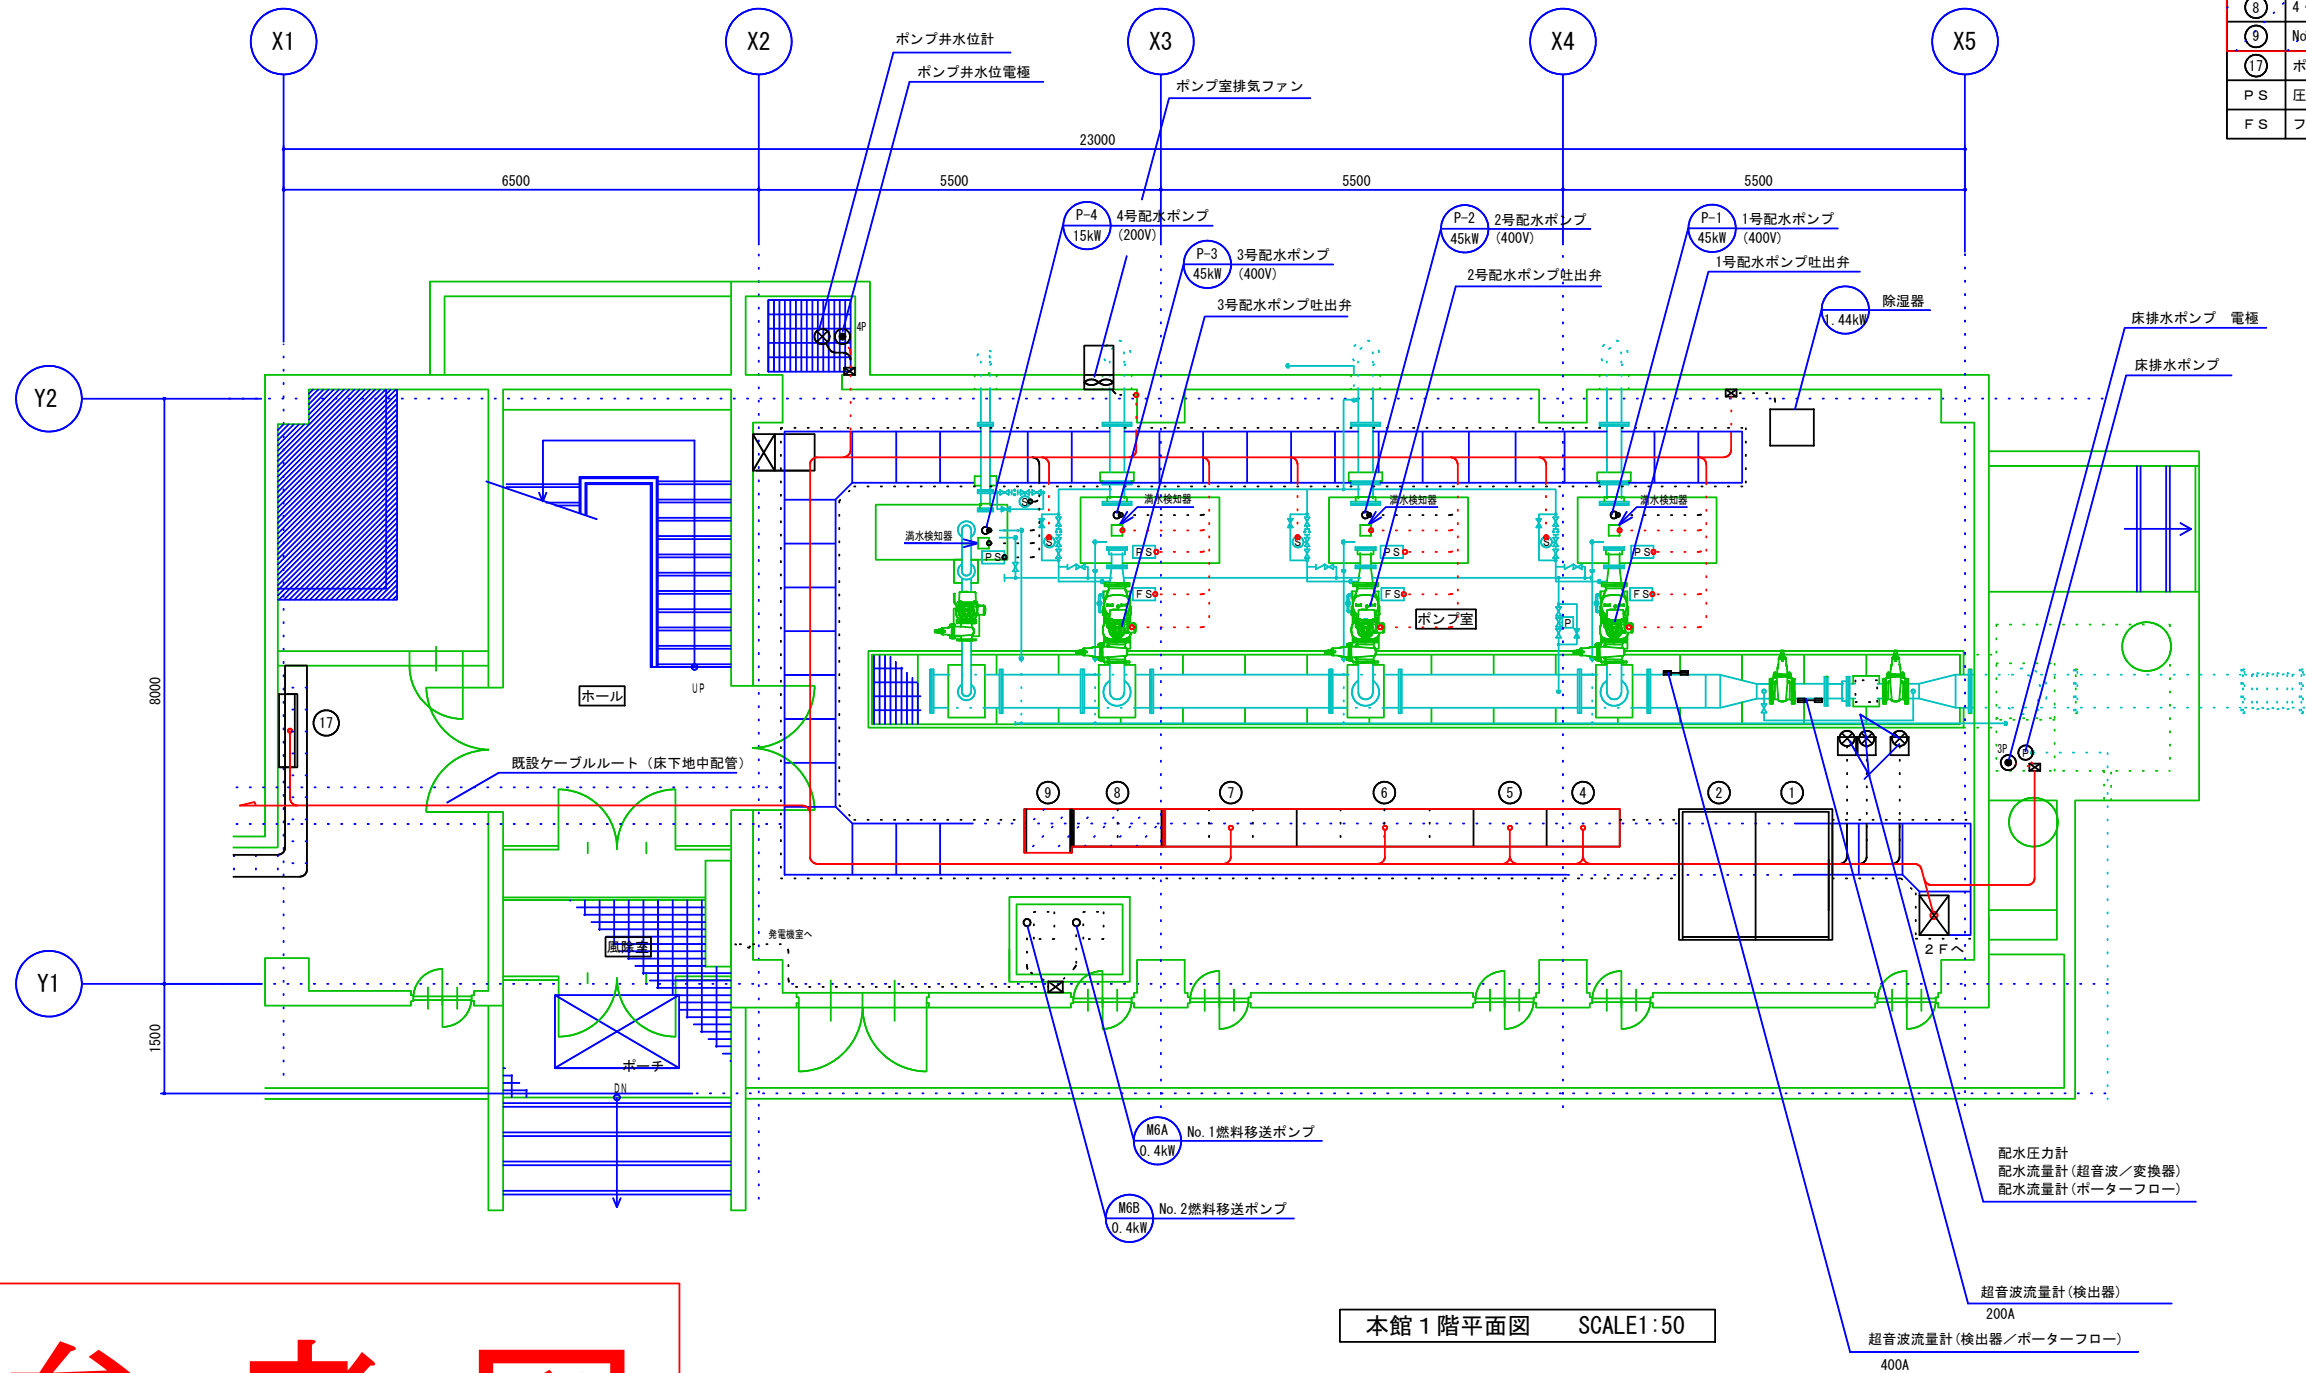 X1
X2
X3
X4
X5
⑧ 4
⑨ No
⑰ ポ
PS 圧
FS フ
ポンプ井水位計
ポンプ井水位電極
ポンプ室排気ファン
23000
6500
5500
5500
5500
P-4
15kW
4号配水ポンプ
(200V)
P-3
45kW
3号配水ポンプ
(400V)
3号配水ポンプ吐出弁
P-2
45kW
2号配水ポンプ
(400V)
2号配水ポンプ吐出弁
P-1
45kW
1号配水ポンプ
(400V)
1号配水ポンプ吐出弁
1.44kW
除湿器
床排水ポンプ 電極
床排水ポンプ
4P
Y2
満水検知器
満水検知器
満水検知器
満水検知器
S
S
S
S
PS
PS
PS
PS
FS
FS
FS
P
ポンプ室
8000
ホール
UP
⑰
既設ケーブルルート（床下地中配管）
3P
P
⑨
⑧
⑦
⑥
⑤
④
②
①
発電機室へ
風除室
2Fへ
Y1
1500
ポーチ
DN
M6A
0.4kW
No.1燃料移送ポンプ
M6B
0.4kW
No.2燃料移送ポンプ
配水圧力計
配水流量計(超音波／変換器)
配水流量計(ポーターフロー)
超音波流量計(検出器)
200A
超音波流量計(検出器／ポーターフロー)
400A
本館１階平面図 SCALE1:50